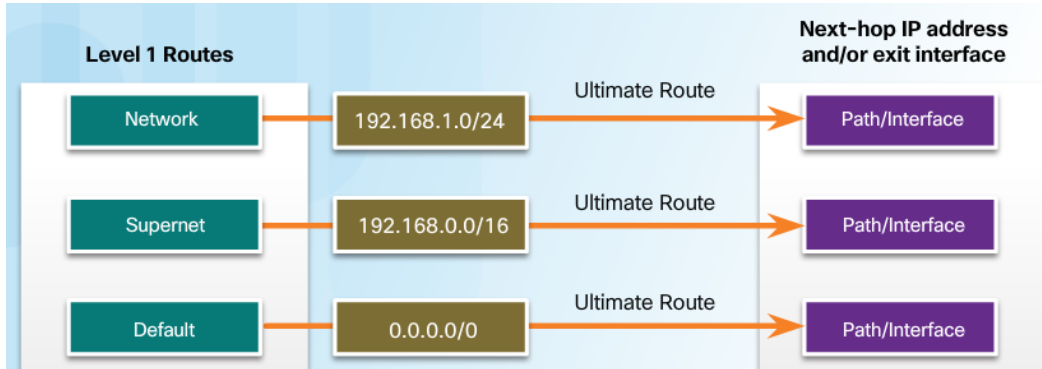 Level 1 Routes
Next-hop IP address
and/or exit interface
Network
192.168.1.0/24
Ultimate Route
Path/Interface
Supernet
192.168.0.0/16
Ultimate Route
Path/Interface
Default
0.0.0.0/0
Ultimate Route
Path/Interface